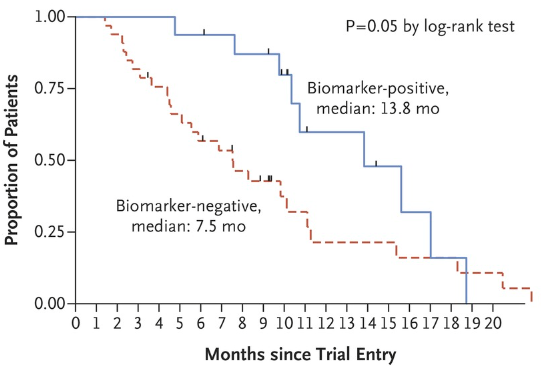 1.00
P=0.05 by log-rank test
0.75
Biomarker-positive,
median: 13.8 mo
Proportion of Patients
0.50
Biomarker-negative,
median: 7.5 mo
0.25
0.00
0 1 2 3 4 5 6 7 8 9 10 11 12 13 14 15 16 17 18 19 20
Months since Trial Entry